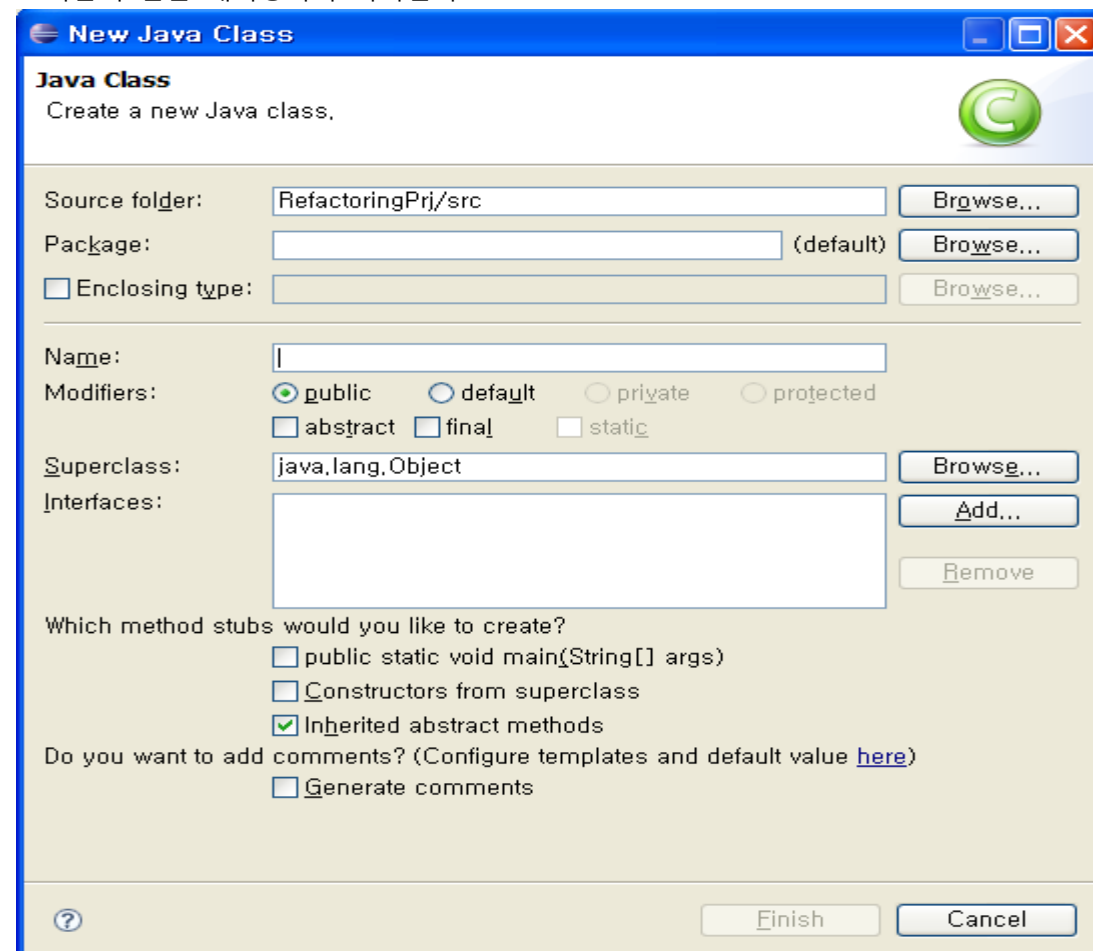 New Java Class
Java Class
Create a new Java class,
Source folder: RefactoringPrj/src Browse...
Package: (default) Browse...
Enclosing type: Browse...
Name:
Modifiers: public default private protected
abstract final static
Superclass: java,lang,Object Browse...
Interfaces: Add...
Remove
Which method stubs would you like to create?
public static void main(String[] args)
Constructors from superclass
Inherited abstract methods
Do you want to add comments? (Configure templates and default value here)
Generate comments
Finish Cancel